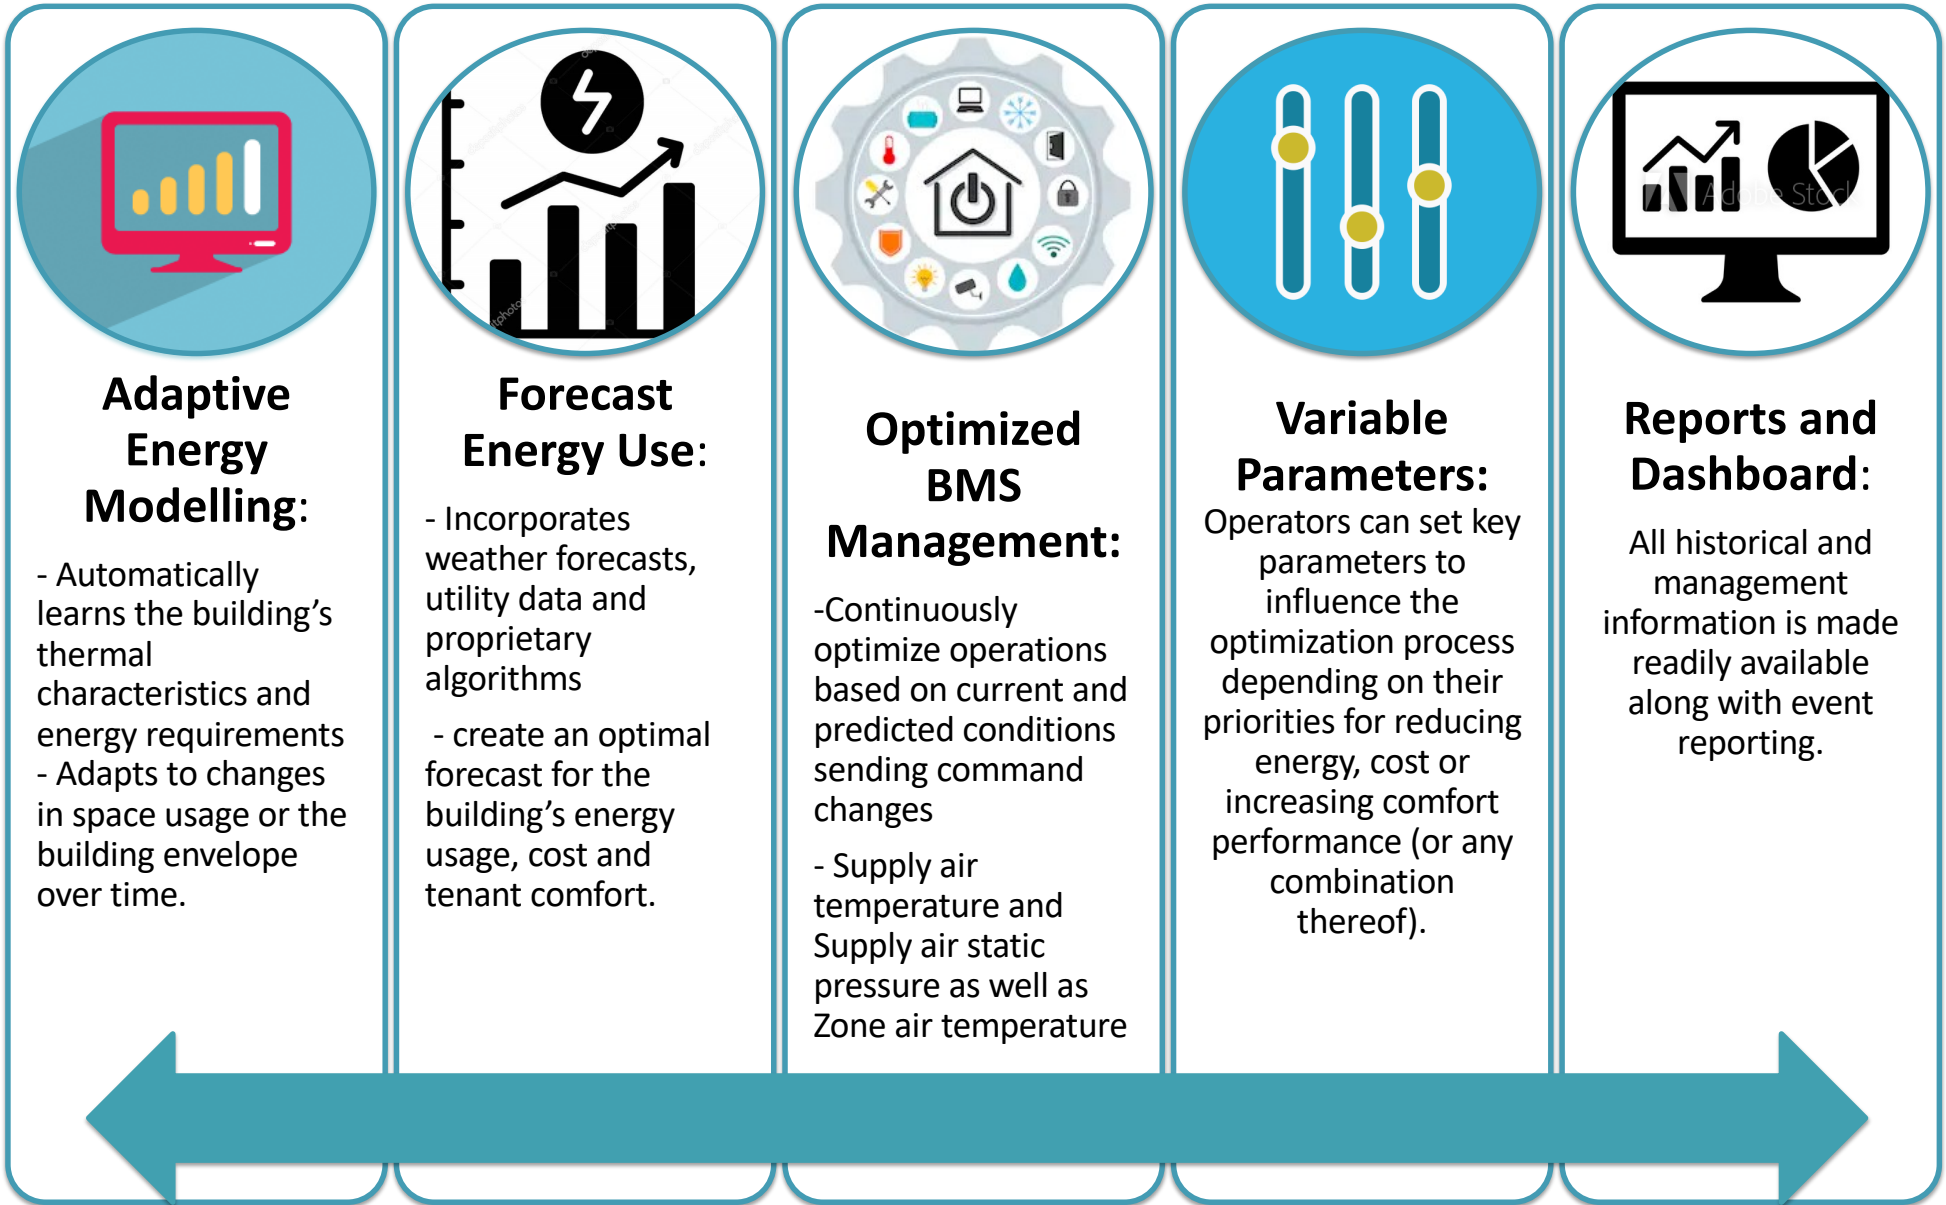 Adaptive
Energy
Modelling:
- Automatically
learns the building’s
thermal
characteristics and
energy requirements
- Adapts to changes
in space usage or the
building envelope
over time.
Forecast
Energy Use:
- Incorporates
weather forecasts,
utility data and
proprietary
algorithms
- create an optimal
forecast for the
building’s energy
usage, cost and
tenant comfort.
Optimized
BMS
Management:
-Continuously
optimize operations
based on current and
predicted conditions
sending command
changes
- Supply air
temperature and
Supply air static
pressure as well as
Zone air temperature
Variable
Parameters:
Operators can set key
parameters to
influence the
optimization process
depending on their
priorities for reducing
energy, cost or
increasing comfort
performance (or any
combination
thereof).
Adobe Stock
Reports and
Dashboard:
All historical and
management
information is made
readily available
along with event
reporting.